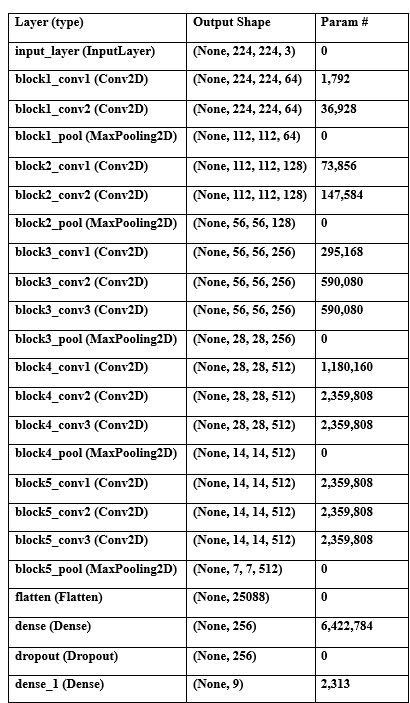 Layer (type) Output Shape Param #
input_layer (InputLayer) (None, 224, 224, 3) 0
block1_conv1 (Conv2D) (None, 224, 224, 64) 1,792
block1_conv2 (Conv2D) (None, 224, 224, 64) 36,928
block1_pool (MaxPooling2D) (None, 112, 112, 64) 0
block2_conv1 (Conv2D) (None, 112, 112, 128) 73,856
block2_conv2 (Conv2D) (None, 112, 112, 128) 147,584
block2_pool (MaxPooling2D) (None, 56, 56, 128) 0
block3_conv1 (Conv2D) (None, 56, 56, 256) 295,168
block3_conv2 (Conv2D) (None, 56, 56, 256) 590,080
block3_conv3 (Conv2D) (None, 56, 56, 256) 590,080
block3_pool (MaxPooling2D) (None, 28, 28, 256) 0
block4_conv1 (Conv2D) (None, 28, 28, 512) 1,180,160
block4_conv2 (Conv2D) (None, 28, 28, 512) 2,359,808
block4_conv3 (Conv2D) (None, 28, 28, 512) 2,359,808
block4_pool (MaxPooling2D) (None, 14, 14, 512) 0
block5_conv1 (Conv2D) (None, 14, 14, 512) 2,359,808
block5_conv2 (Conv2D) (None, 14, 14, 512) 2,359,808
block5_conv3 (Conv2D) (None, 14, 14, 512) 2,359,808
block5_pool (MaxPooling2D) (None, 7, 7, 512) 0
flatten (Flatten) (None, 25088) 0
dense (Dense) (None, 256) 6,422,784
dropout (Dropout) (None, 256) 0
dense_1 (Dense) (None, 9) 2,313